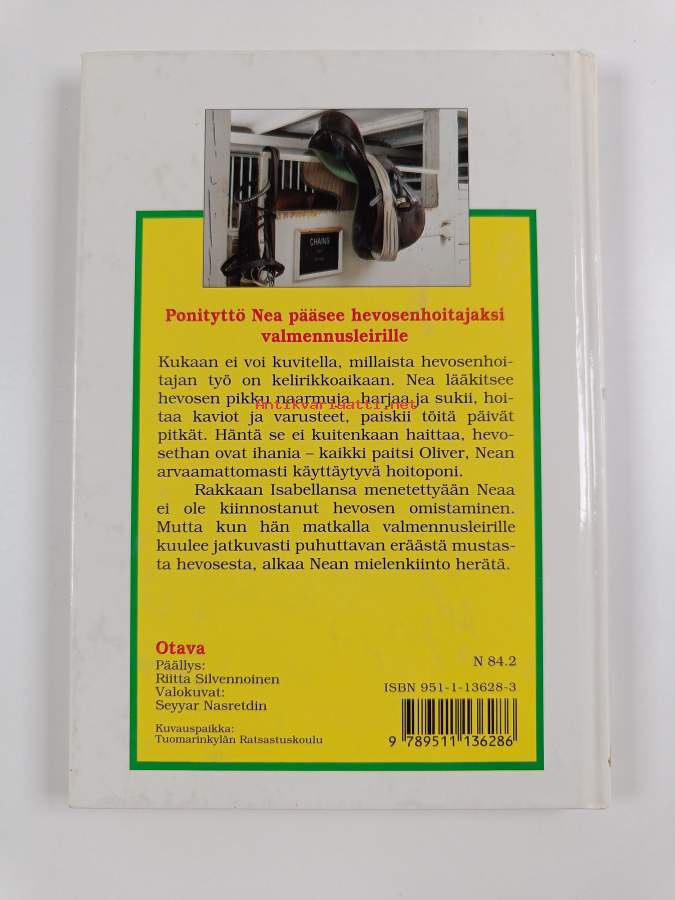 CHAINS
Ponityttö Nea pääsee hevosenhoitajaksi
valmennusleirille
Kukaan ei voi kuvitella, millaista hevosenhoi-
tajan työ on kelirikkoaikaan. Nea lääkitsee
hevosen pikku naarmuja, harjaa ja sukii, hoi-
Antikvariaatti.net
taa kaviot ja varusteet, paiskii töitä päivät
pitkät. Häntä se ei kuitenkaan haittaa, hevo-
sethan ovat ihania – kaikki paitsi Oliver, Nean
arvaamattomasti käyttäytyvä hoitoponi.
Rakkaan Isabellansa menetettyään Neaa
ei ole kiinnostanut hevosen omistaminen.
Mutta kun hän matkalla valmennusleirille
kuulee jatkuvasti puhuttavan eräästä mustas-
ta hevosesta, alkaa Nean mielenkiinto herätä.
Otava
Päällys:
Riitta Silvennoinen
Valokuvat:
Seyyar Nasretdin
Kuvauspaikka:
Tuomarinkylän Ratsastuskoulu
N 84.2
ISBN 951-1-13628-3
9 789511 136286